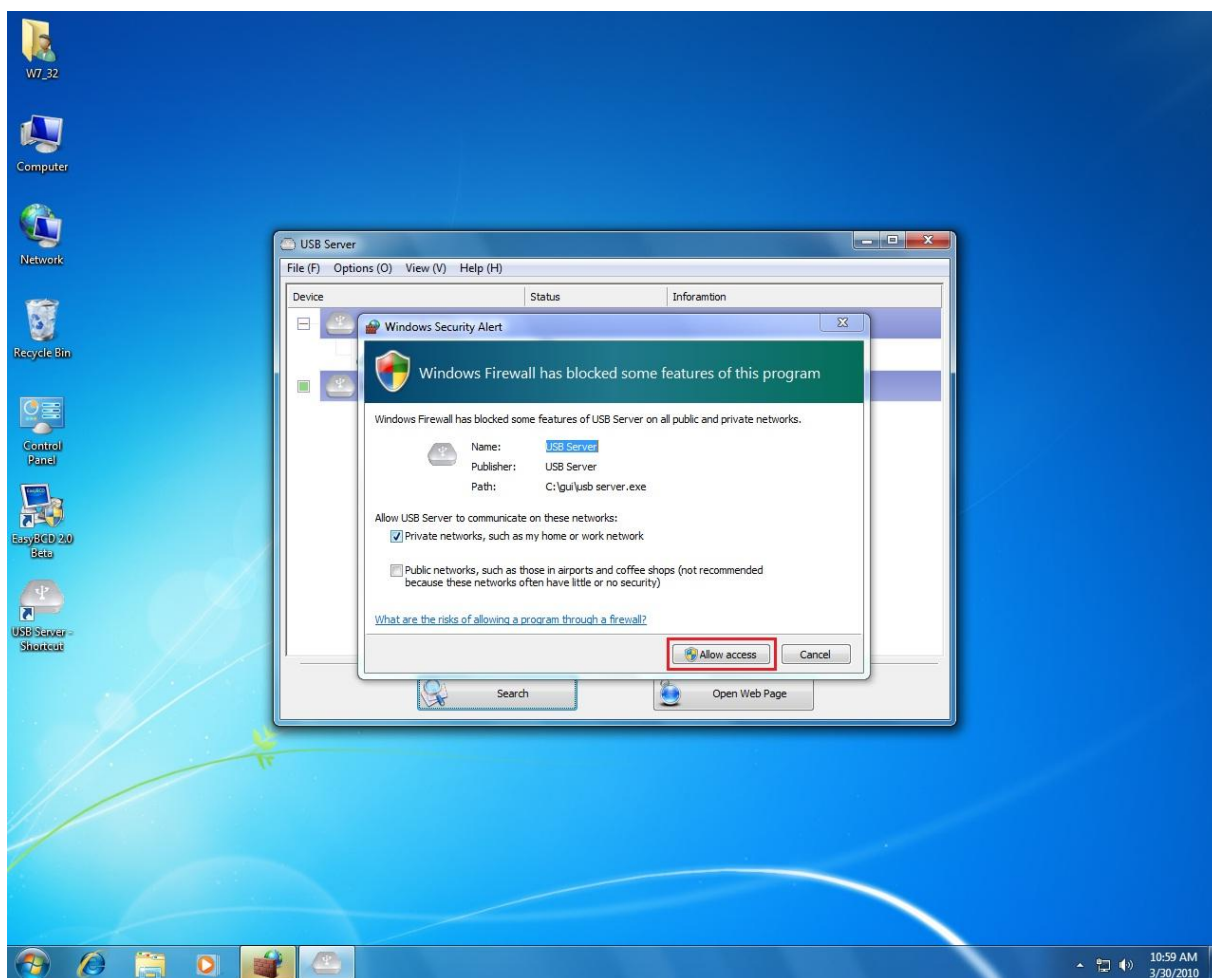 W7_32
Computer
Network
Recycle Bin
Control
Panel
EasyBCD 2.0
Beta
USB Server -
Shortcut
USB Server
File (F) Options (O) View (V) Help (H)
Device Status Inforamtion
Windows Security Alert
Windows Firewall has blocked some features of this program
Windows Firewall has blocked some features of USB Server on all public and private networks.
Name: USB Server
Publisher: USB Server
Path: C:\gui\usb server.exe
Allow USB Server to communicate on these networks:
Private networks, such as my home or work network
Public networks, such as those in airports and coffee shops (not recommended
because these networks often have little or no security)
What are the risks of allowing a program through a firewall?
Allow access Cancel
Search Open Web Page
10:59 AM
3/30/2010